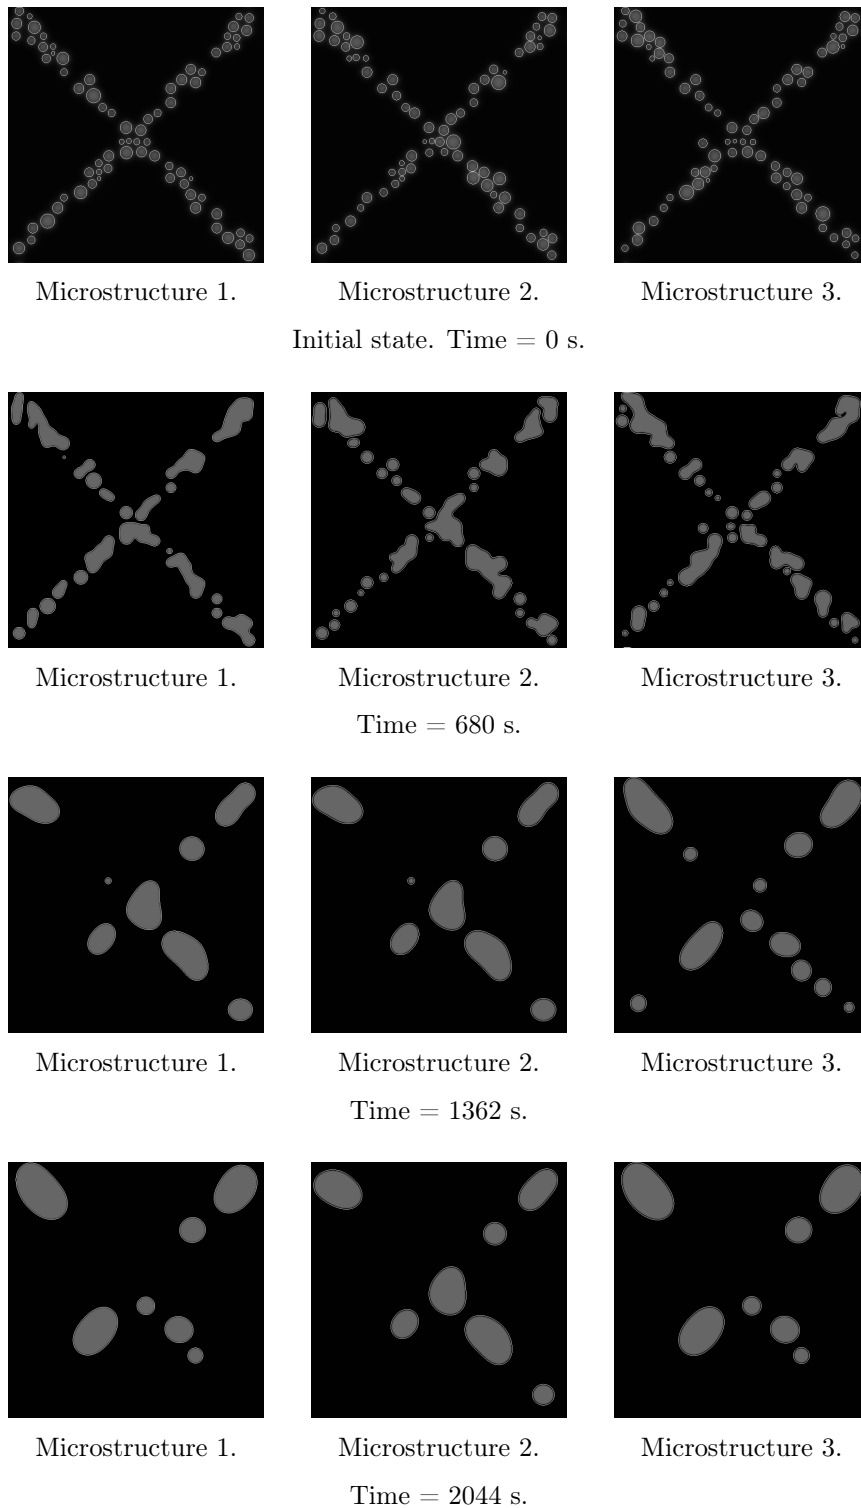 Microstructure 1. Microstructure 2. Microstructure 3.
Initial state. Time = 0 s.
Microstructure 1. Microstructure 2. Microstructure 3.
Time = 680 s.
Microstructure 1. Microstructure 2. Microstructure 3.
Time = 1362 s.
Microstructure 1. Microstructure 2. Microstructure 3.
Time = 2044 s.